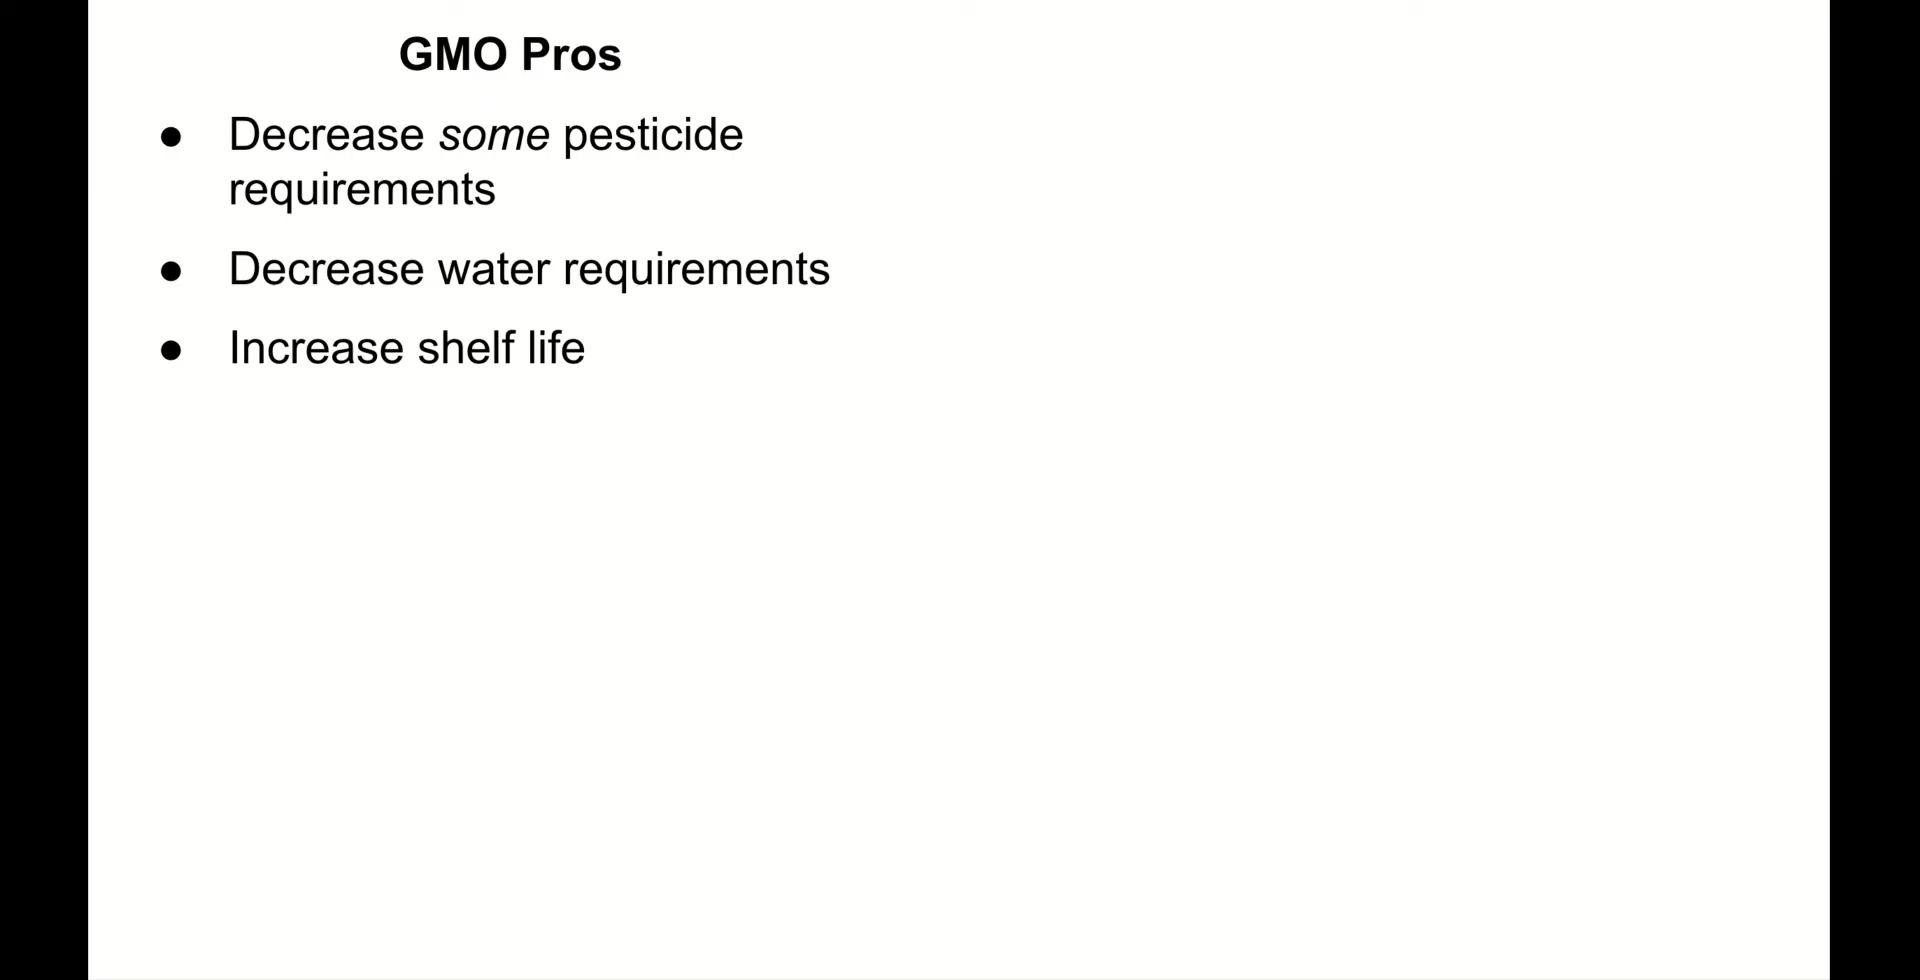 GMO Pros
● Decrease some pesticide
requirements
● Decrease water requirements
● Increase shelf life